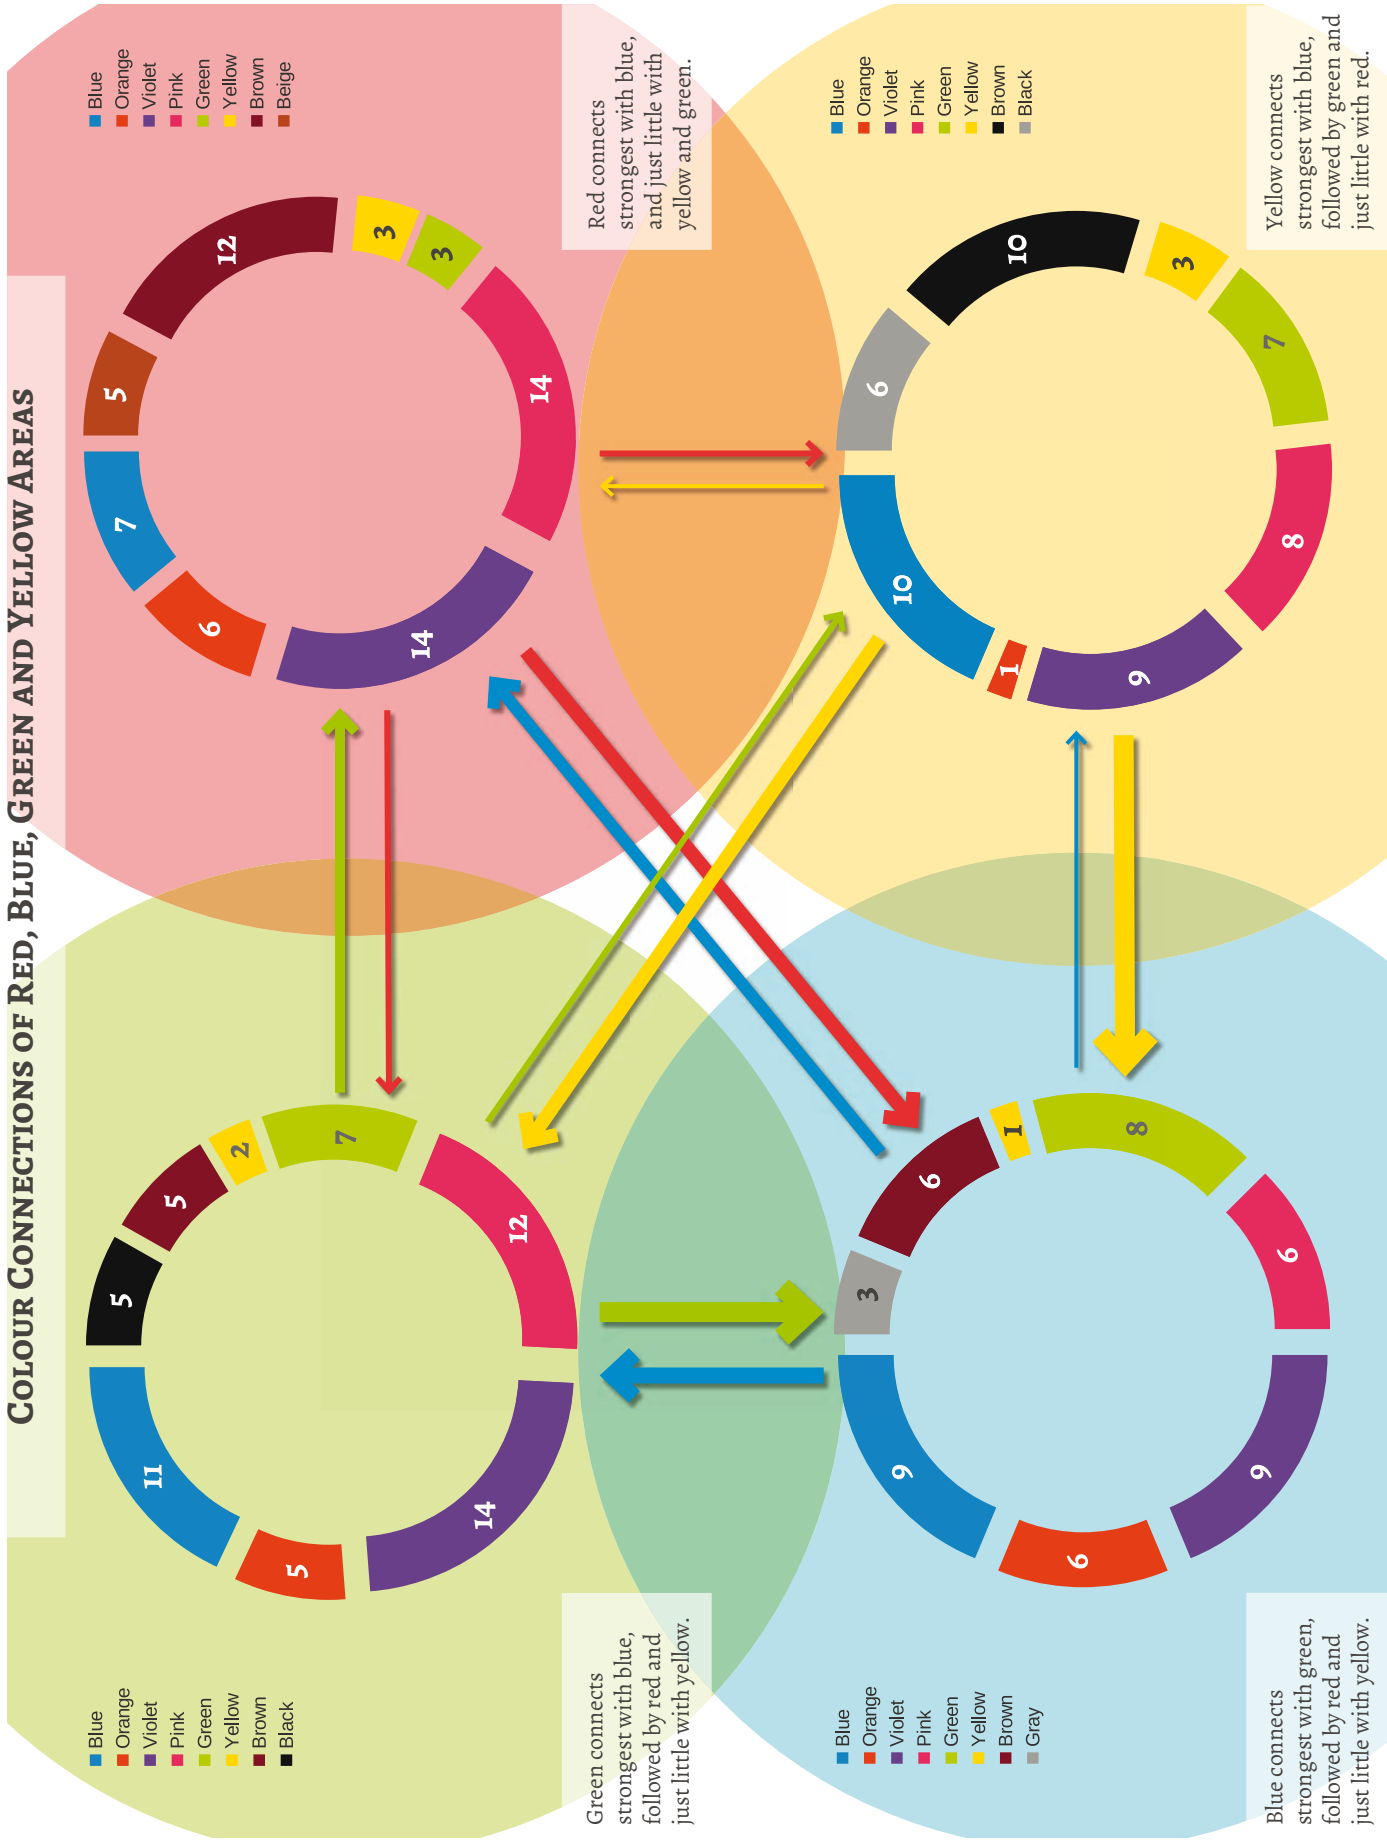 COLOUR CONNECTIONS OF RED, BLUE, GREEN AND YELLOW AREAS
Blue
Orange
Violet
Pink
Green
Yellow
Brown
Black
11
5
14
12
7
2
5
5
Green connects
strongest with blue,
followed by red and
just little with yellow.
Blue
Orange
Violet
Pink
Green
Yellow
Brown
Beige
7
6
14
14
3
3
12
5
Red connects
strongest with blue,
and just little with
yellow and green.
Blue
Orange
Violet
Pink
Green
Yellow
Brown
Gray
9
6
9
6
8
1
6
3
Blue connects
strongest with green,
followed by red and
just little with yellow.
Blue
Orange
Violet
Pink
Green
Yellow
Brown
Black
10
1
9
8
7
3
10
6
Yellow connects
strongest with blue,
followed by green and
just little with red.